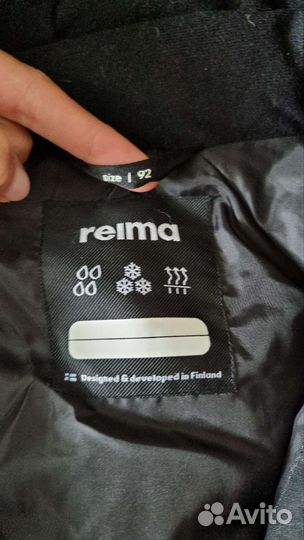 size | 92
reima
Designed & developed in Finland
Avito